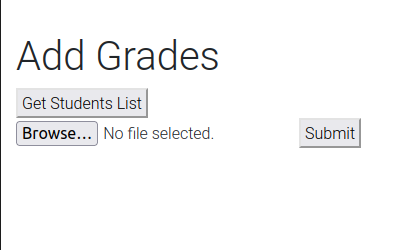 Add Grades
Get Students List
Browse... No file selected. Submit